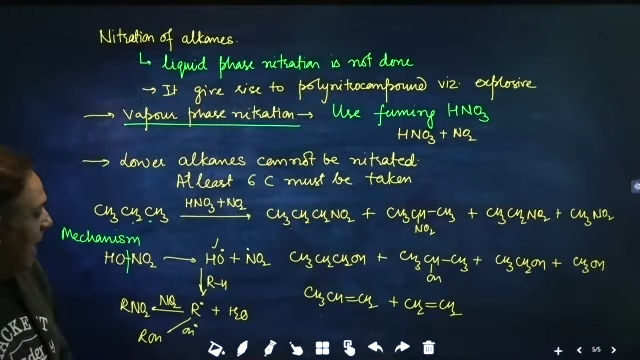 Nitration of alkanes.
↳ liquid phase nitration is not done
→ It give rise to polynitrocompound viz. explosive
→ Vapour phase nitration → Use fuming HNO3
HNO3 + NO2
→ Lower alkanes cannot be nitrated.
Atleast 6 C must be taken
CH3CH2CH3 HNO3+NO2 → CH3CH2CH2NO2 + CH3CH-CH3 + CH3CH2NO2 + CH3NO2
NO2
Mechanism
HO-NO2 → HO• + •NO2 CH3CH2CH2OH + CH3CH-CH3 + CH3CH2OH + CH3OH
OH
↓ R-H
CH3CH=CH2 + CH2=CH2
RNO2 ← NO2 R• + H2O
ROH OH•
5/5